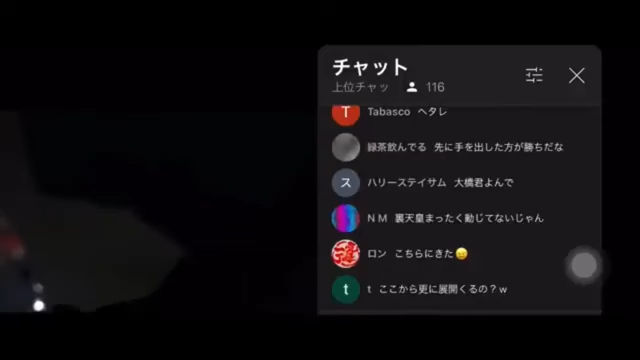 チャット
上位チャッ 116
T Tabasco ヘタレ
緑茶飲んでる 先に手を出した方が勝ちだな
ス ハリーステイサム 大橋君よんで
N M 裏天皇まったく動じてないじゃん
ロン こちらにきた😖
t t ここから更に展開くるの？w